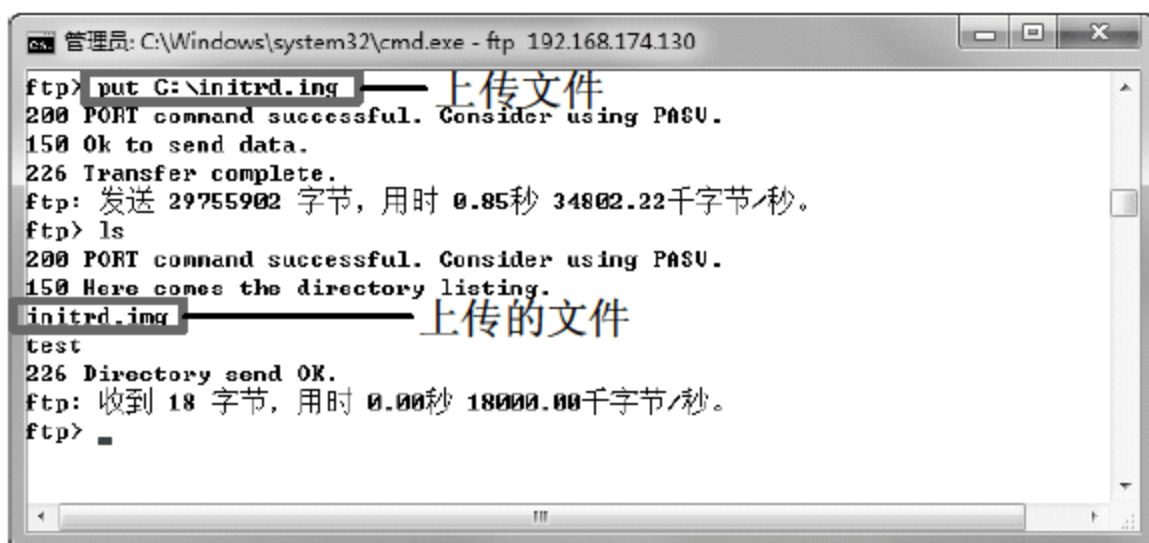 管理员: C:\Windows\system32\cmd.exe - ftp 192.168.174.130
ftp> put C:\initrd.img 上传文件
200 PORT command successful. Consider using PASV.
150 Ok to send data.
226 Transfer complete.
ftp: 发送 29755902 字节，用时 0.85秒 34802.22千字节/秒。
ftp> ls
200 PORT command successful. Consider using PASV.
150 Here comes the directory listing.
initrd.img 上传的文件
test
226 Directory send OK.
ftp: 收到 18 字节，用时 0.00秒 18000.00千字节/秒。
ftp>